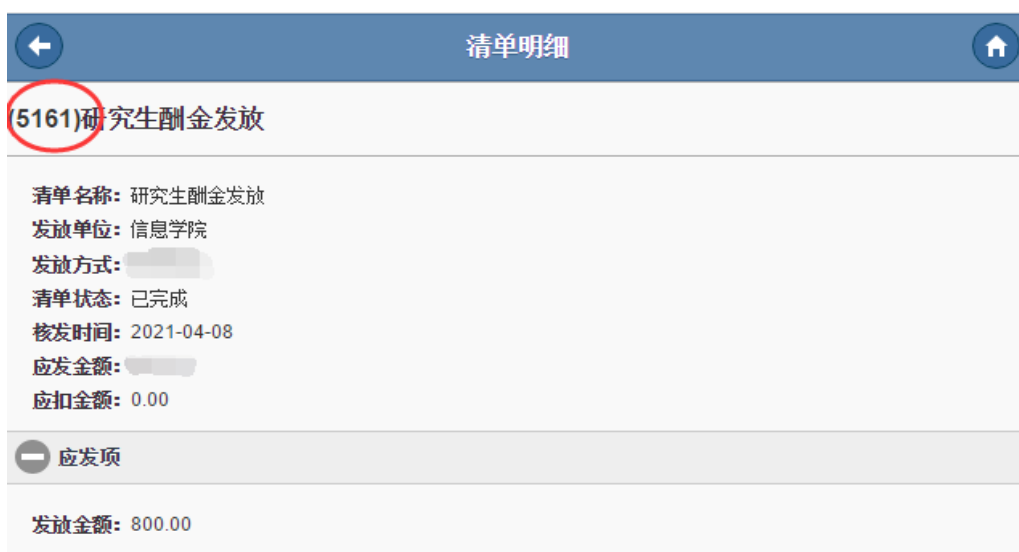 清单明细
(5161)研究生酬金发放
清单名称：研究生酬金发放
发放单位：信息学院
发放方式：
清单状态：已完成
核发时间：2021-04-08
应发金额：
应扣金额：0.00
应发项
发放金额：800.00